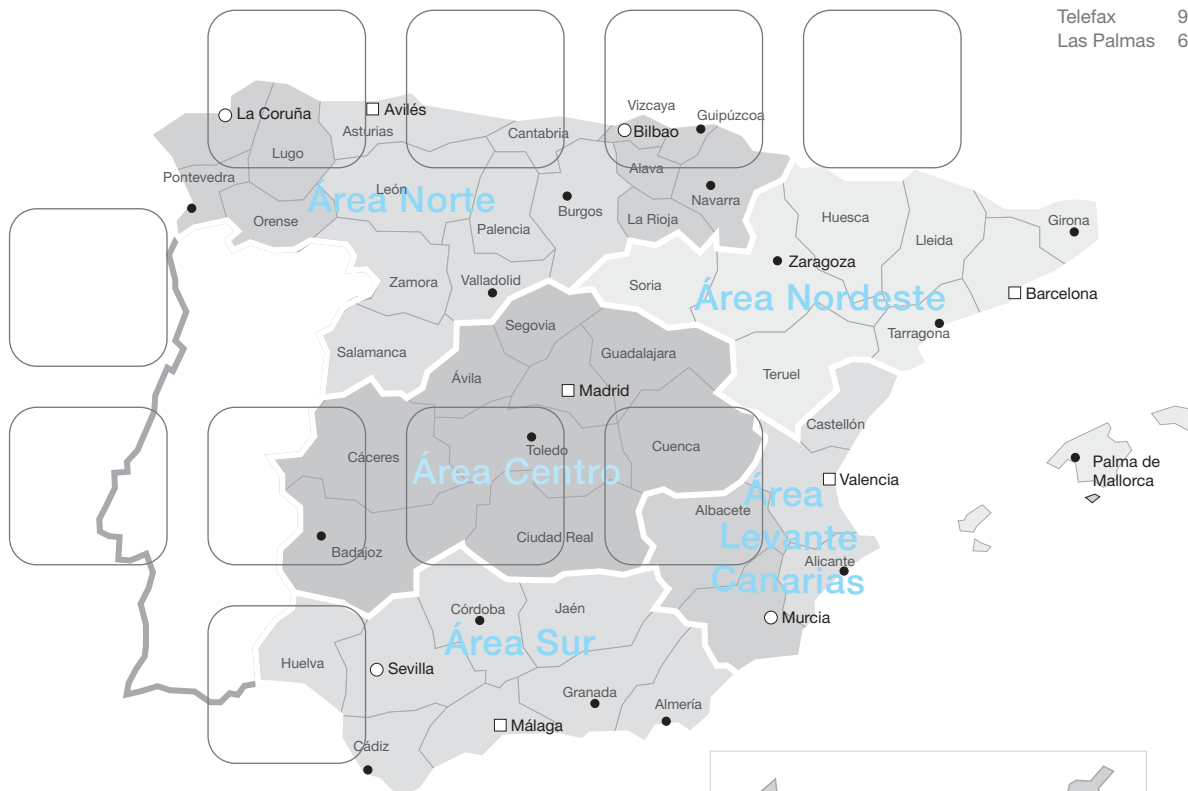 Telefax 9
Las Palmas 6
Vizcaya
La Coruña
Avilés
Guipúzcoa
Asturias
Cantabria
Bilbao
Lugo
Alava
Pontevedra
León
Área Norte
Navarra
Burgos
La Rioja
Huesca
Girona
Orense
Palencia
Lleida
Zaragoza
Zamora
Valladolid
Soria
Área Nordeste
Barcelona
Segovia
Tarragona
Salamanca
Guadalajara
Ávila
Teruel
Madrid
Castellón
Toledo
Cuenca
Cáceres
Área Centro
Palma de
Mallorca
Valencia
Área
Levante
Canarias
Albacete
Ciudad Real
Badajoz
Alicante
Córdoba
Jaén
Murcia
Área Sur
Huelva
Sevilla
Granada
Almería
Málaga
Cádiz